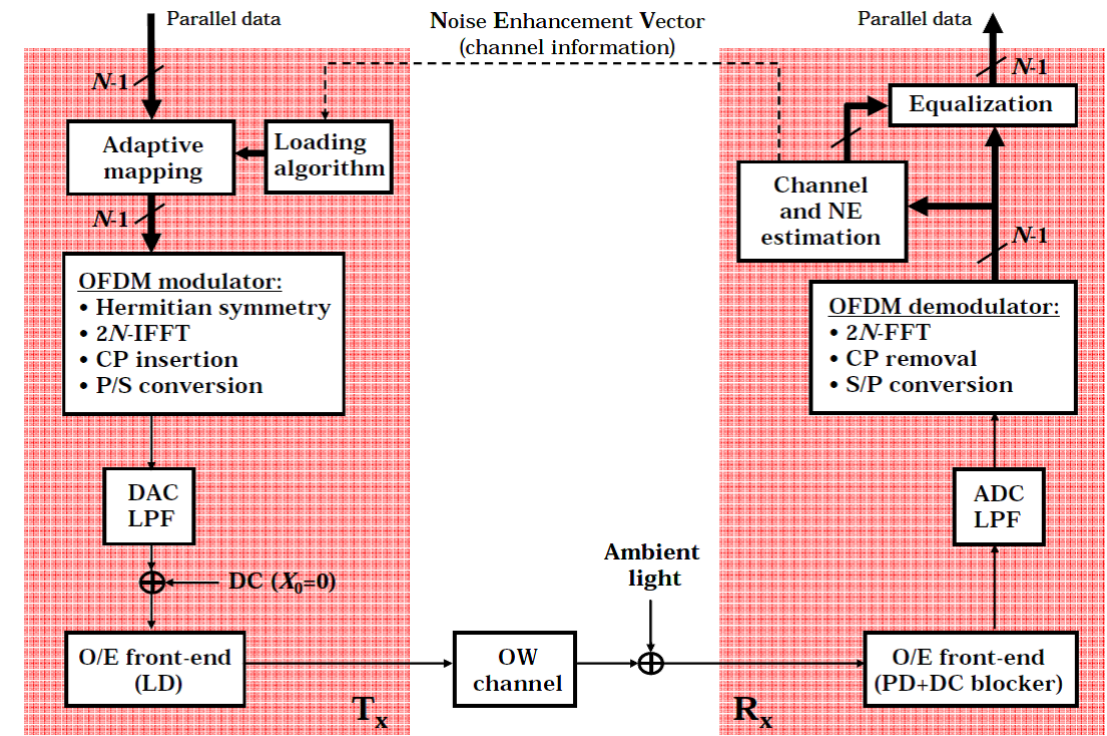 Parallel data
Noise Enhancement Vector
(channel information)
Parallel data
N-1
N-1
Equalization
Adaptive
mapping
Loading
algorithm
Channel
and NE
estimation
N-1
N-1
OFDM modulator:
• Hermitian symmetry
• 2N-IFFT
• CP insertion
• P/S conversion
OFDM demodulator:
• 2N-FFT
• CP removal
• S/P conversion
DAC
LPF
ADC
LPF
Ambient
light
DC (X₀=0)
O/E front-end
(LD)
OW
channel
O/E front-end
(PD+DC blocker)
Tₓ
Rₓ